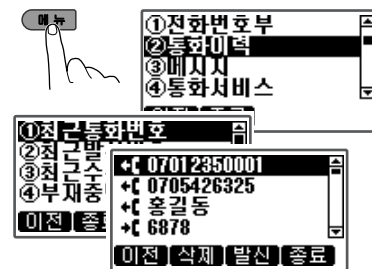 메뉴
①전화번호부
②통화이력
③메시지
④통화서비스
이전 종료
①최근통화번호
②최근발
③최근수
④부재중
이전 종료
07012350001
0705426325
홍길동
6878
이전 삭제 발신 종료